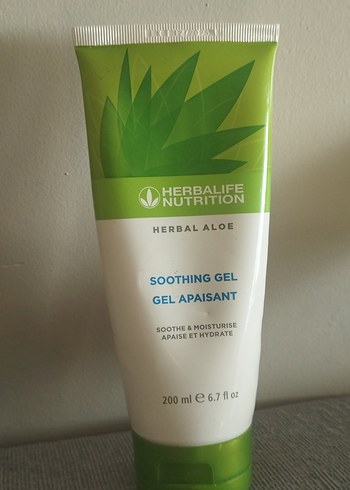 HERBALIFE
NUTRITION
HERBAL ALOE
SOOTHING GEL
GEL APAISANT
SOOTHE & MOISTURISE
APAISE ET HYDRATE
200 ml ℮ 6.7 fl oz